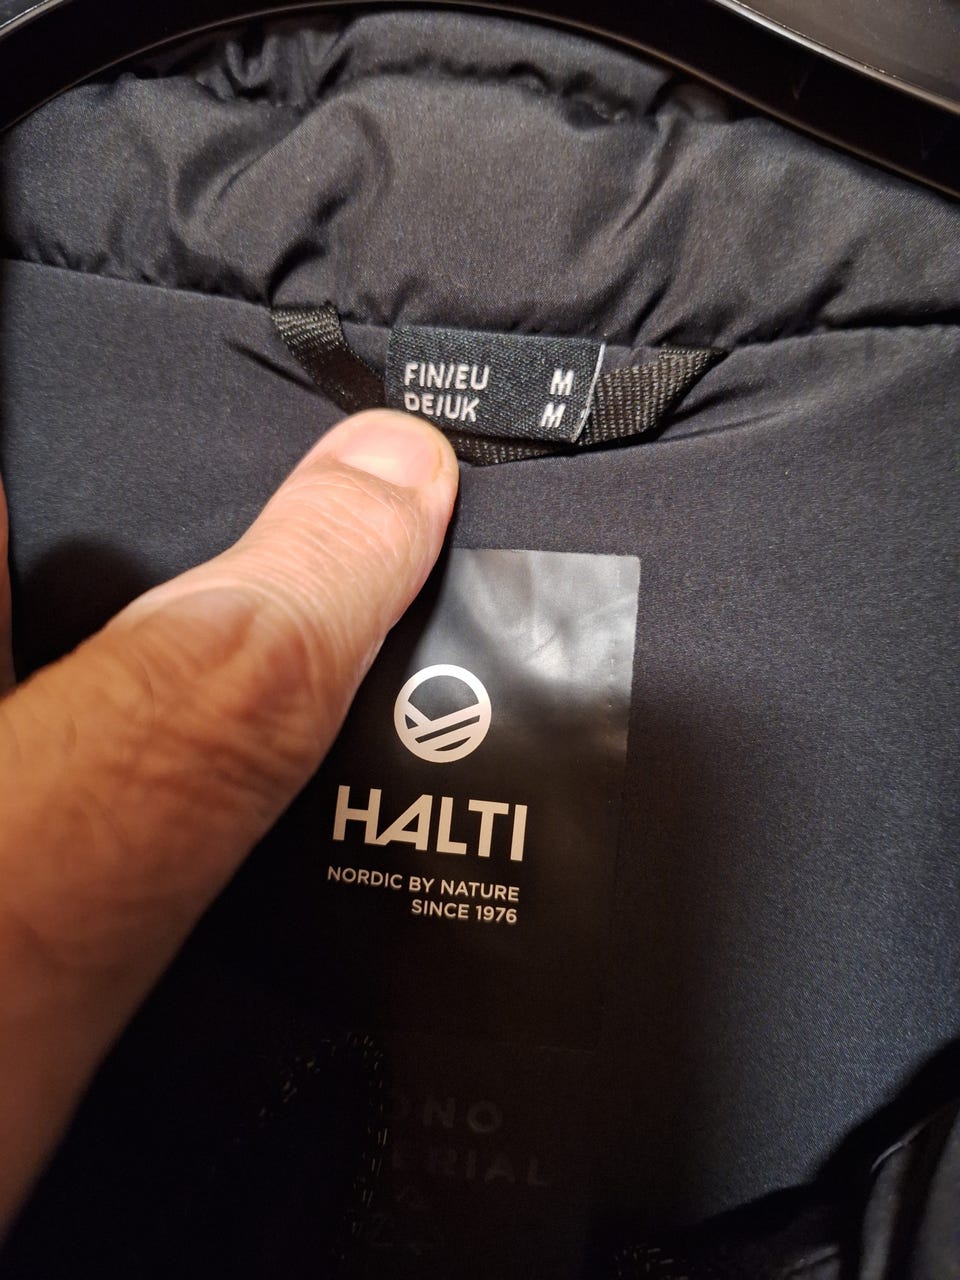 FIN/EU M
DE/UK M
HALTI
NORDIC BY NATURE
SINCE 1976